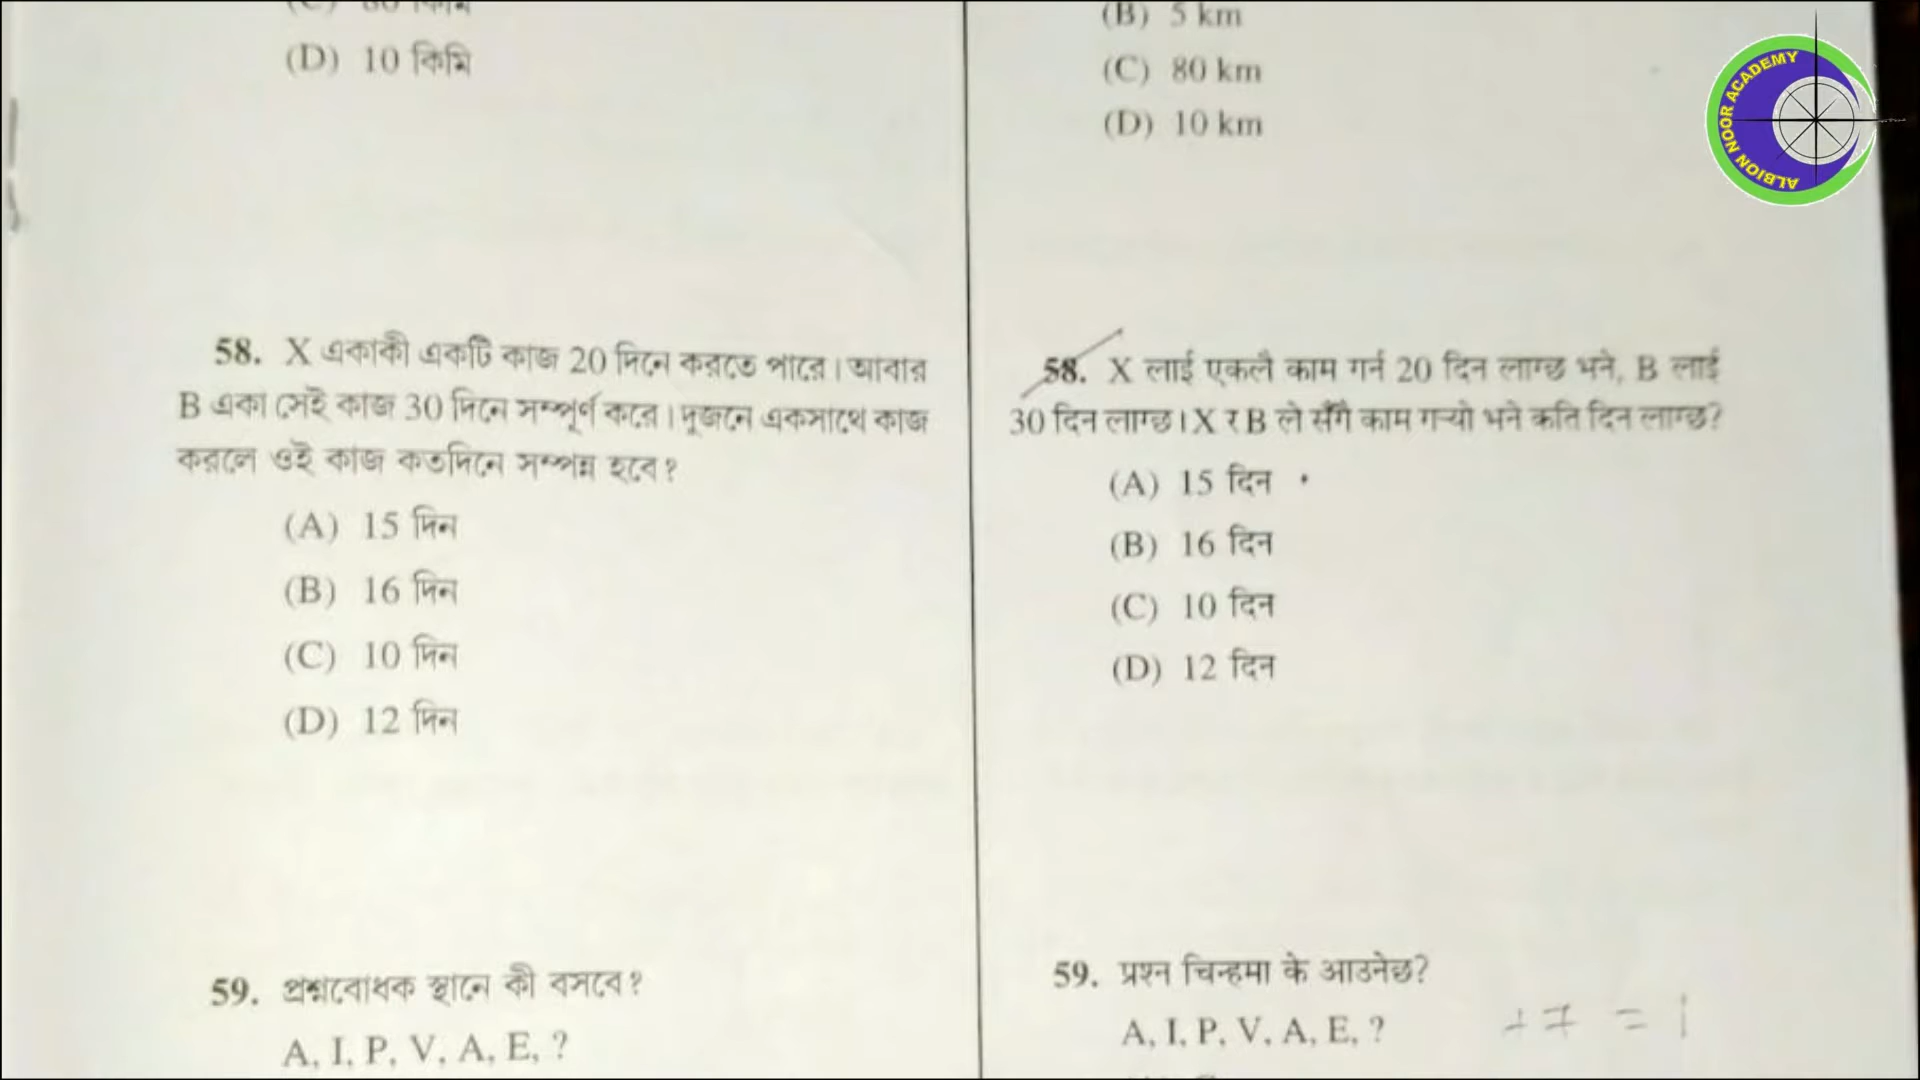 (D) 10 किमि
58. X একাকী একটি কাজ 20 দিনে করতে পারে। আবার
B একা সেই কাজ 30 দিনে সম্পূর্ণ করে। দুজনে একসাথে কাজ
করলে ওই কাজ কতদিনে সম্পন্ন হবে?
(A) 15 দিন
(B) 16 দিন
(C) 10 দিন
(D) 12 দিন
59. প্রশ্নবোধক স্থানে কী বসবে?
A, I, P, V, A, E, ?
(B) 5 km
(C) 80 km
(D) 10 km
58. X लाई एकलै काम गर्न 20 दिन लाग्छ भने, B लाई
30 दिन लाग्छ। X र B ले सँगै काम गऱ्यो भने कति दिन लाग्छ?
(A) 15 दिन
(B) 16 दिन
(C) 10 दिन
(D) 12 दिन
59. प्रश्न चिन्हमा के आउनेछ?
A, I, P, V, A, E, ?
ALBION NOOR ACADEMY